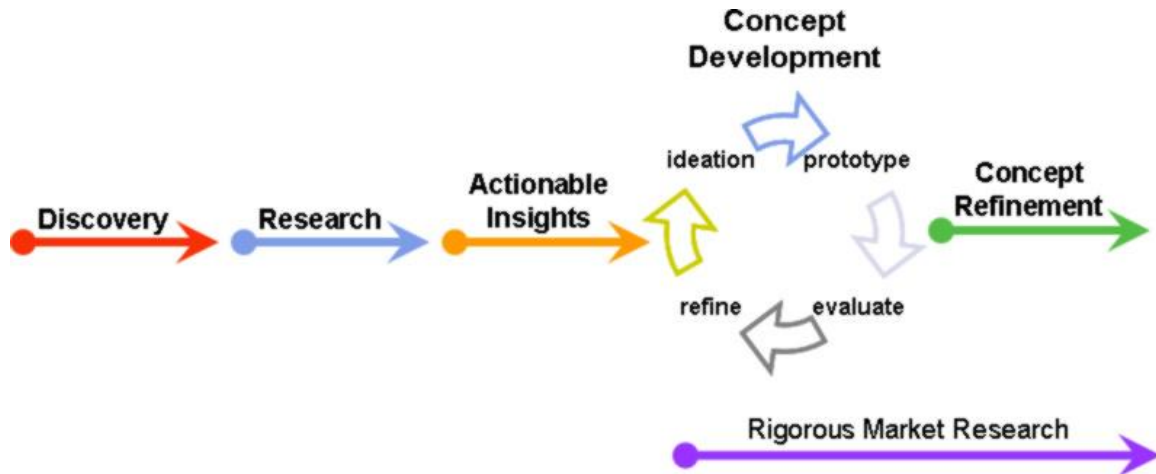 Concept
Development
ideation
prototype
Discovery
Research
Actionable
Insights
Concept
Refinement
refine
evaluate
Rigorous Market Research